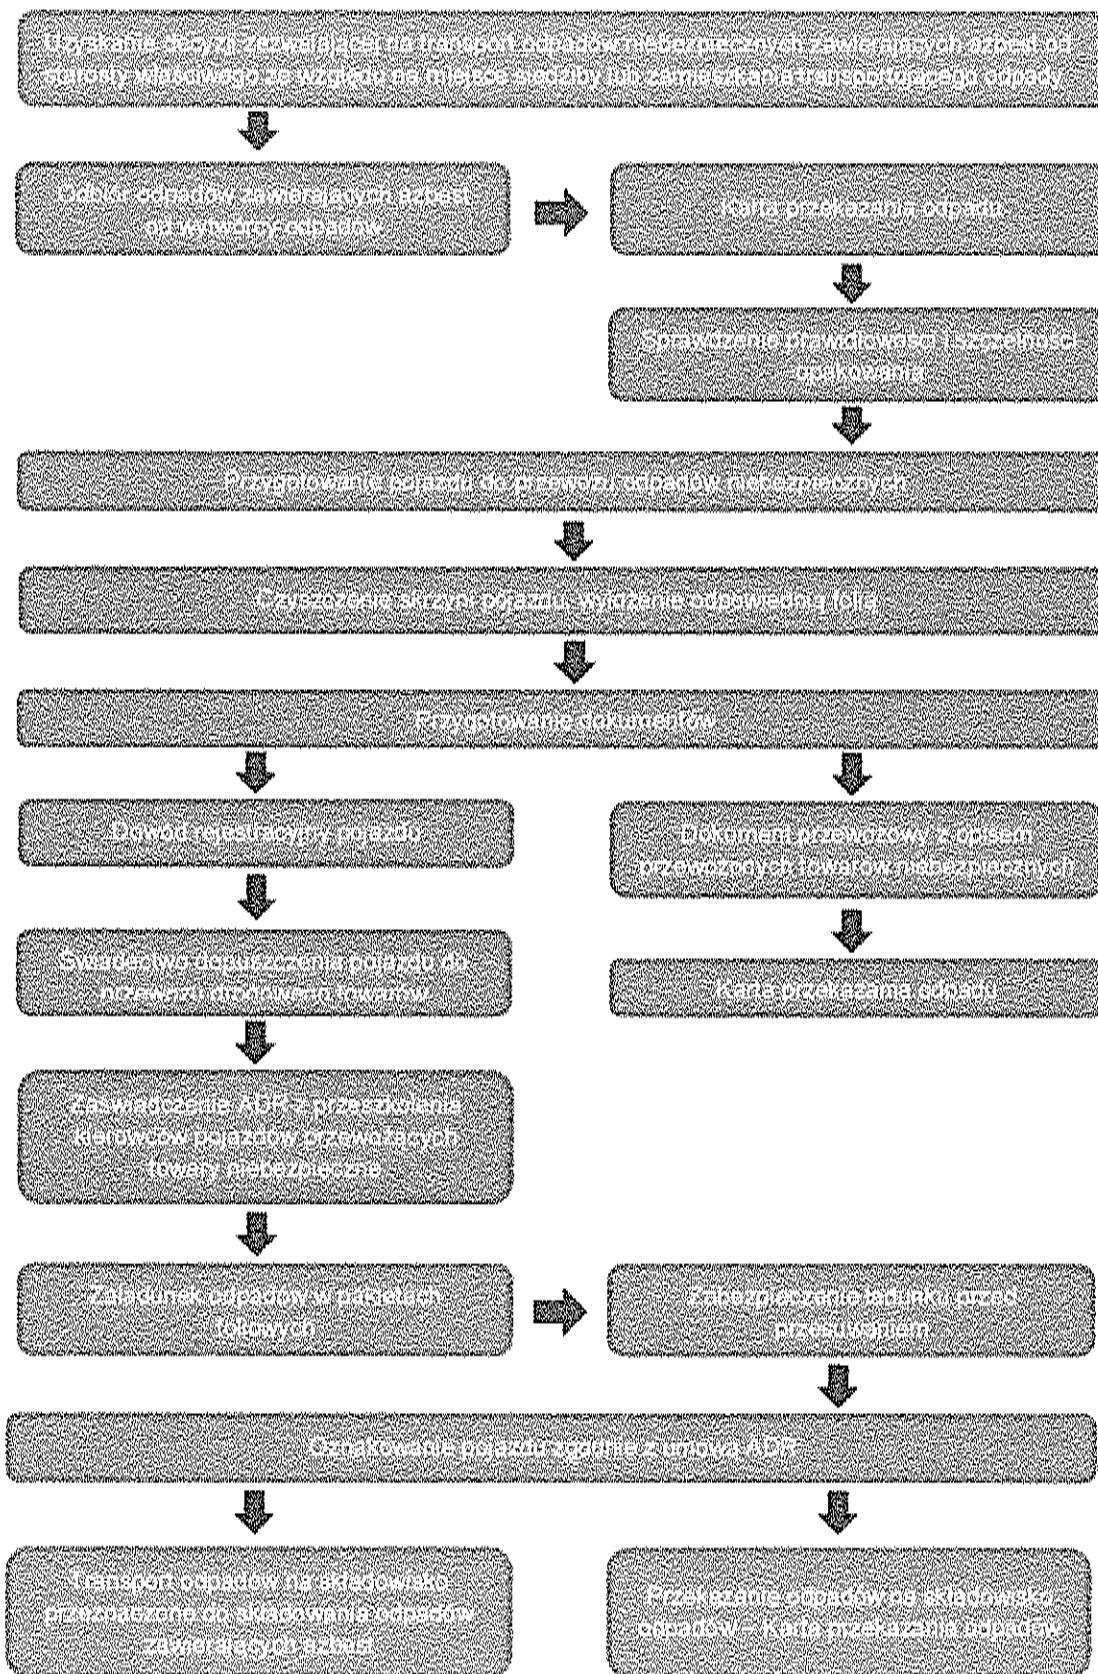 Uzyskanie decyzji zezwalającej na transport odpadów niebezpiecznych zawierających azbest od
starosty właściwego ze względu na miejsce siedziby lub zamieszkania transportującego odpady
Odbiór odpadów zawierających azbest
od wytwórcy odpadów
Karta przekazania odpadu
Sprawdzenie prawidłowości i szczelności
opakowania
Przygotowanie pojazdu do przewozu odpadów niebezpiecznych
Czyszczenie skrzyni pojazdu, wyłożenie odpowiednią folią
Przygotowanie dokumentów
Dowód rejestracyjny pojazdu
Dokument przewozowy z opisem
przewożonych towarów niebezpiecznych
Świadectwo dopuszczenia pojazdu do
przewozu drogowego towarów
Karta przekazania odpadu
Zaświadczenie ADR z przeszkolenia
kierowców pojazdów przewożących
towary niebezpieczne
Załadunek odpadów w pakietach
foliowych
Zabezpieczenie ładunku przed
przesuwaniem
Oznakowanie pojazdu zgodnie z umową ADR
Transport odpadów na składowisko
przeznaczone do składowania odpadów
zawierających azbest
Przekazanie odpadów na składowisko
odpadów – Karta przekazania odpadów